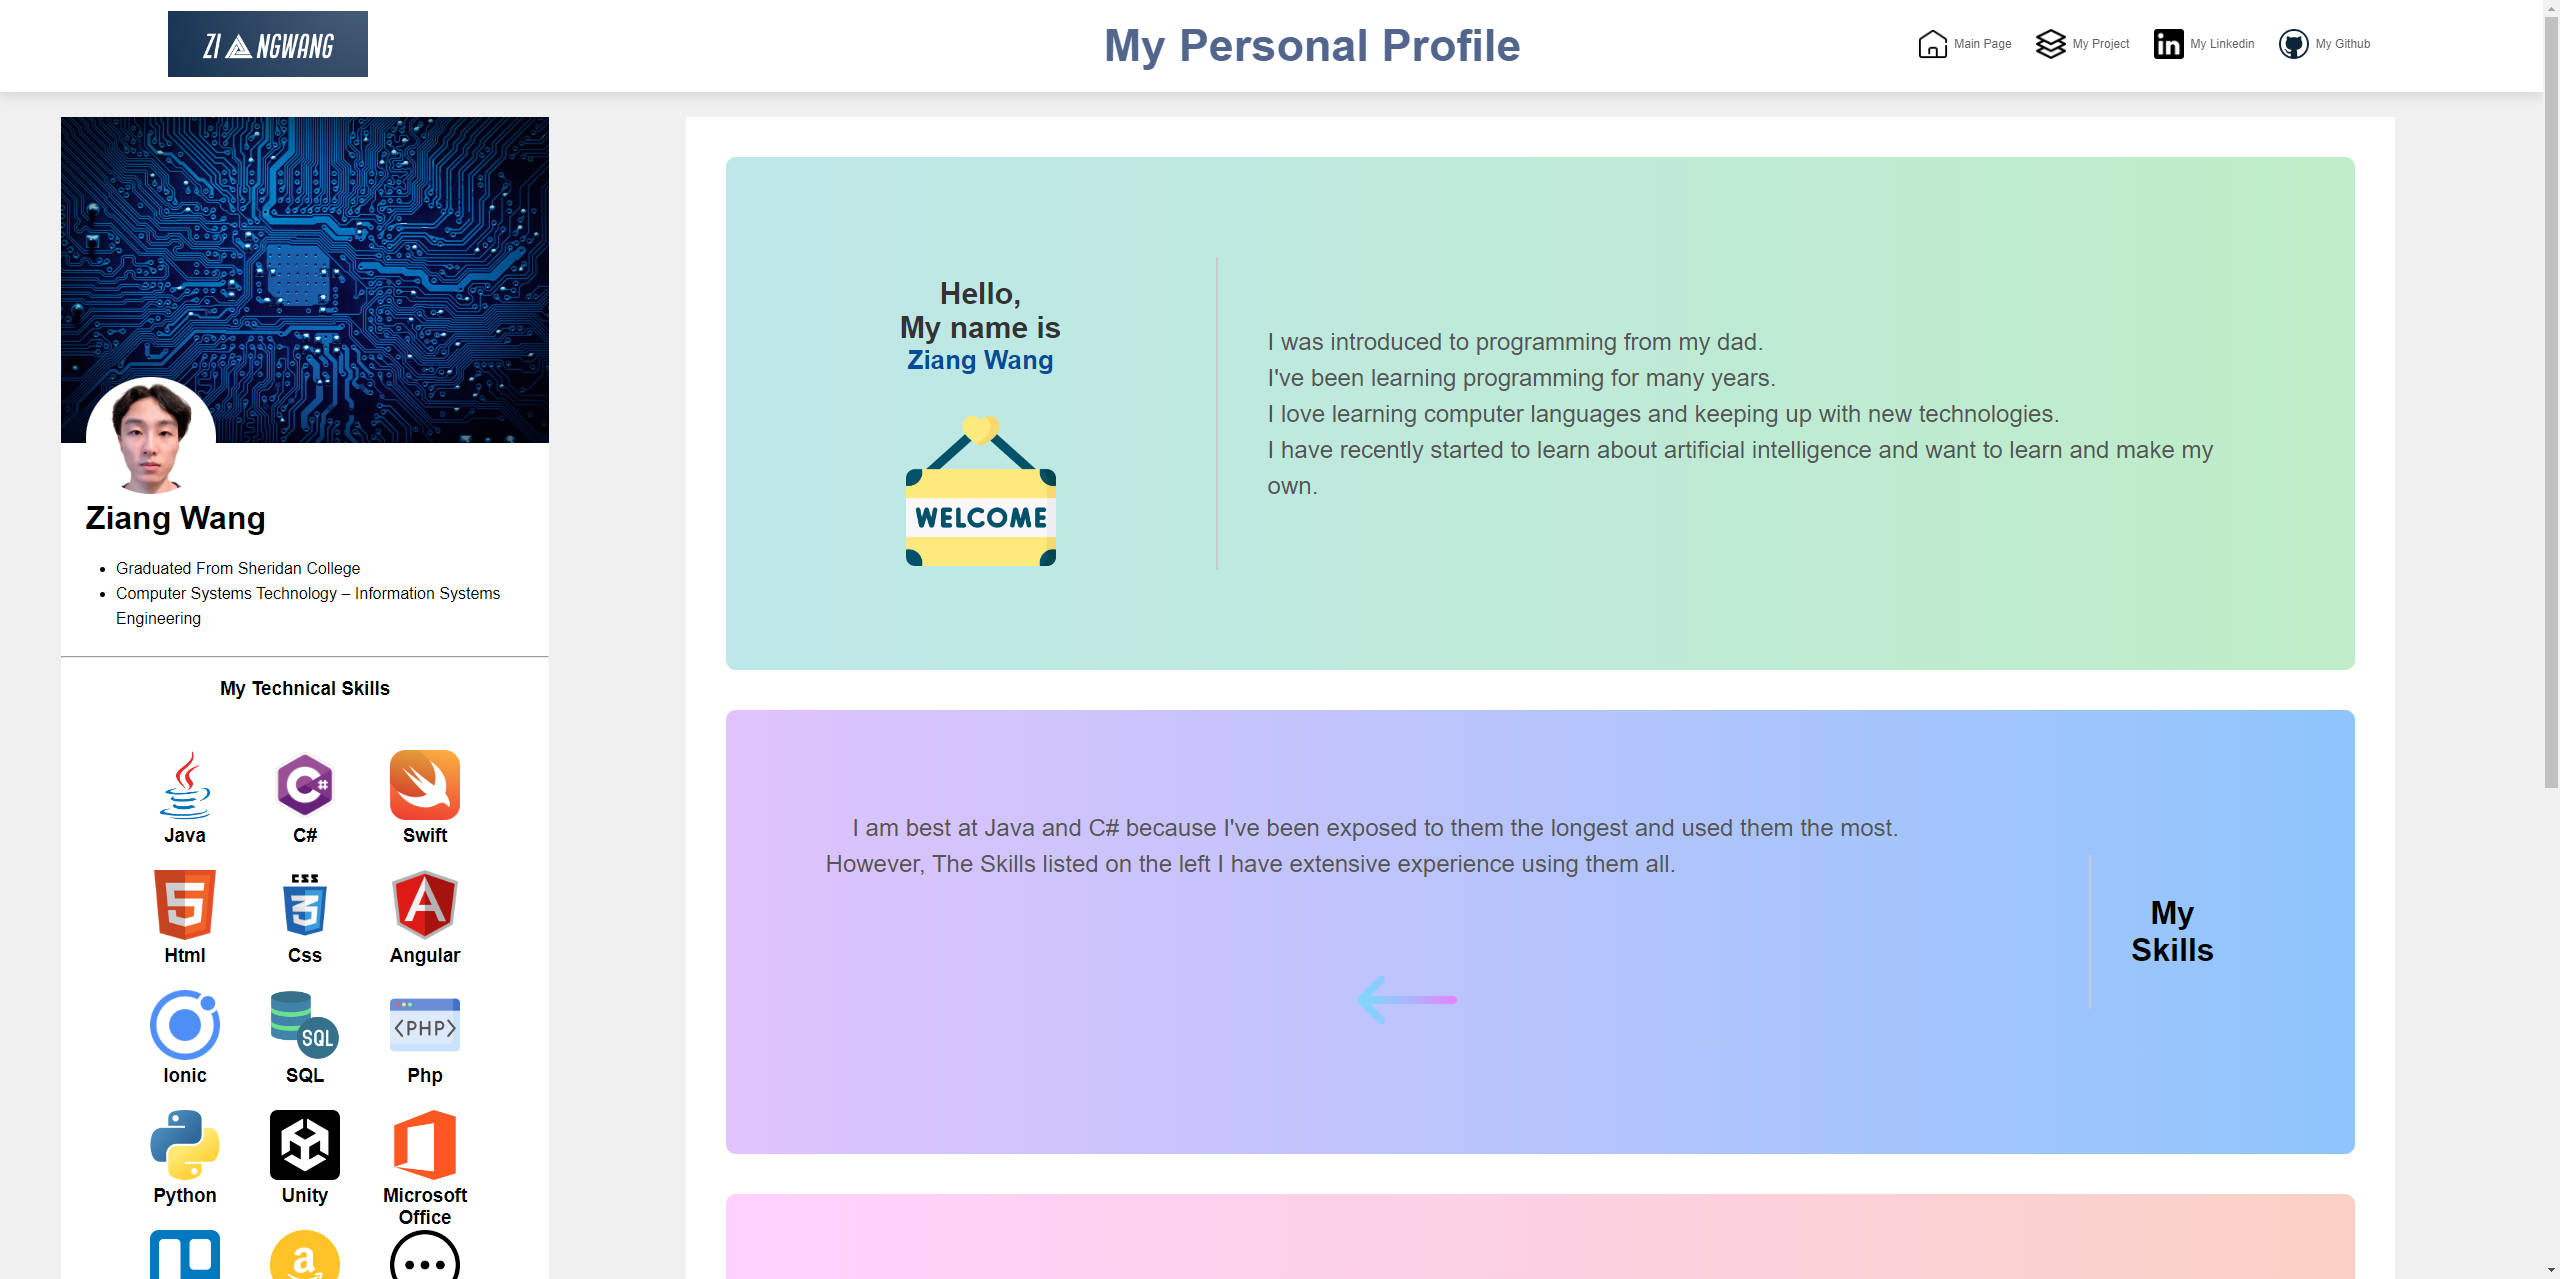 ZI NGWANG
My Personal Profile
Main Page
My Project
My Linkedin
My Github
Ziang Wang
Graduated From Sheridan College
Computer Systems Technology – Information Systems
Engineering
My Technical Skills
Java
C#
Swift
Html
CSS
Css
Angular
Ionic
SQL
SQL
<PHP>
Php
Python
Unity
Microsoft
Office
a
Hello,
My name is
Ziang Wang
WELCOME
I was introduced to programming from my dad.
I've been learning programming for many years.
I love learning computer languages and keeping up with new technologies.
I have recently started to learn about artificial intelligence and want to learn and make my
own.
I am best at Java and C# because I've been exposed to them the longest and used them the most.
However, The Skills listed on the left I have extensive experience using them all.
My
Skills